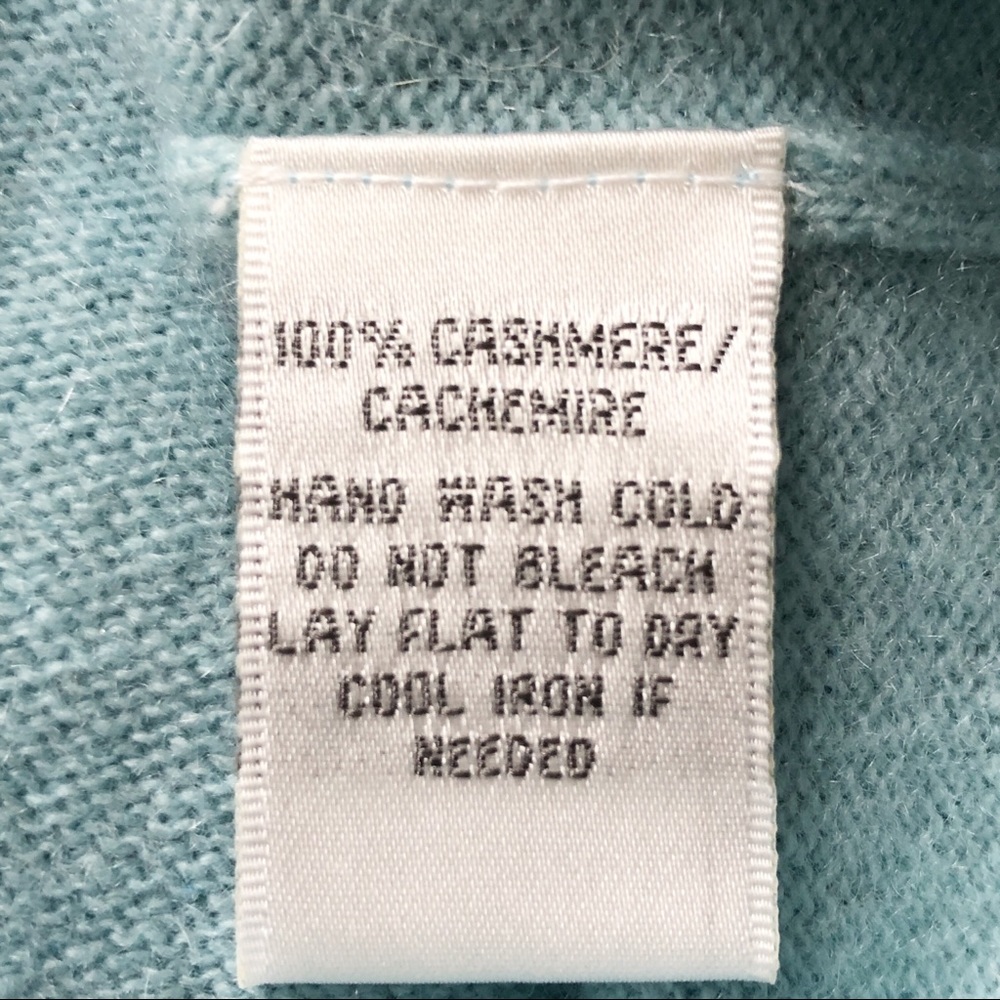 100% CASHMERE/
CACHEMIRE
HAND WASH COLD
DO NOT BLEACH
LAY FLAT TO DRY
COOL IRON IF
NEEDED